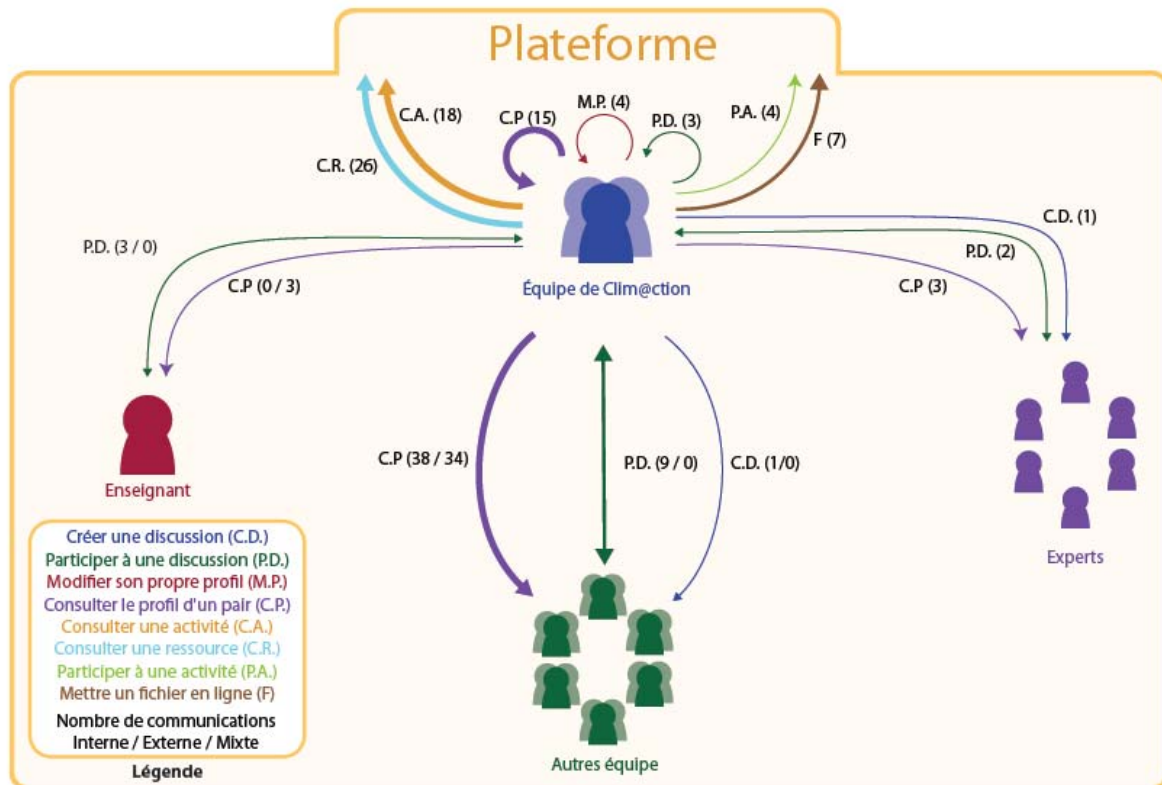 Plateforme
C.A. (18)
C.P (15)
M.P. (4)
P.D. (3)
P.A. (4)
F (7)
C.R. (26)
C.D. (1)
P.D. (3 / 0)
P.D. (2)
C.P (0 / 3)
C.P (3)
Équipe de Clim@ction
C.P (38 / 34)
P.D. (9 / 0)
C.D. (1/0)
Enseignant
Experts
Autres équipe
Créer une discussion (C.D.)
Participer à une discussion (P.D.)
Modifier son propre profil (M.P.)
Consulter le profil d'un pair (C.P.)
Consulter une activité (C.A.)
Consulter une ressource (C.R.)
Participer à une activité (P.A.)
Mettre un fichier en ligne (F)
Nombre de communications
Interne / Externe / Mixte
Légende